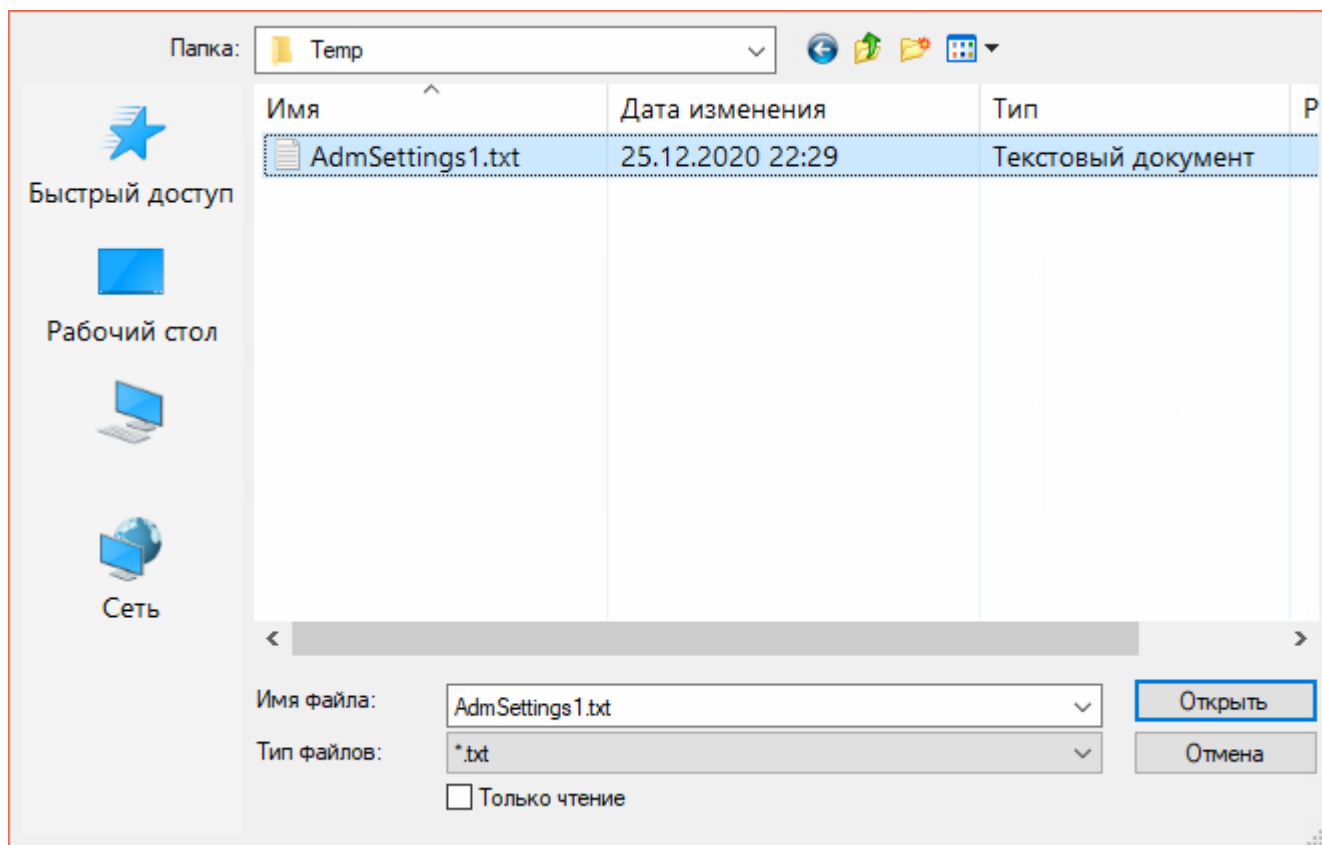 Папка:
Temp
Имя
Дата изменения
Тип
Р
AdmSettings1.txt
25.12.2020 22:29
Текстовый документ
Быстрый доступ
Рабочий стол
Сеть
Имя файла:
AdmSettings1.txt
Открыть
Тип файлов:
*.txt
Отмена
Только чтение